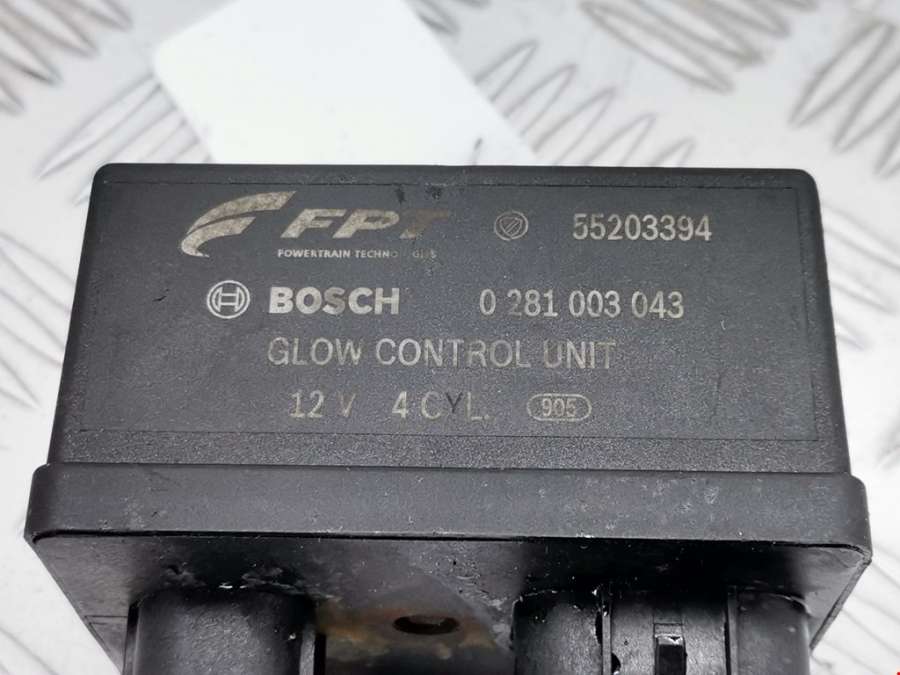 FPT 55203394
POWERTRAIN TECHNOLOGIES
BOSCH 0 281 003 043
GLOW CONTROL UNIT
12 V 4 CYL. 905